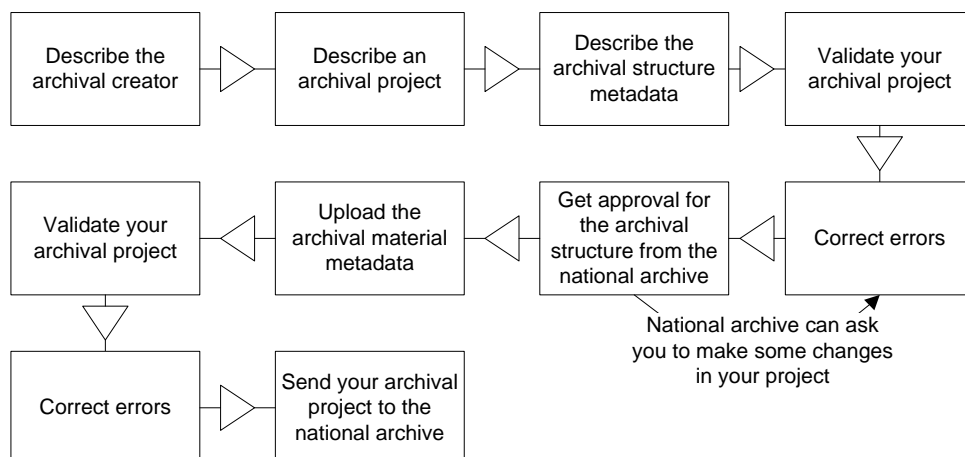 Describe the
archival creator
Describe an
archival project
Describe the
archival structure
metadata
Validate your
archival project
Correct errors
Get approval for
the archival
structure from the
national archive
National archive can ask
you to make some changes
in your project
Upload the
archival material
metadata
Validate your
archival project
Correct errors
Send your archival
project to the
national archive